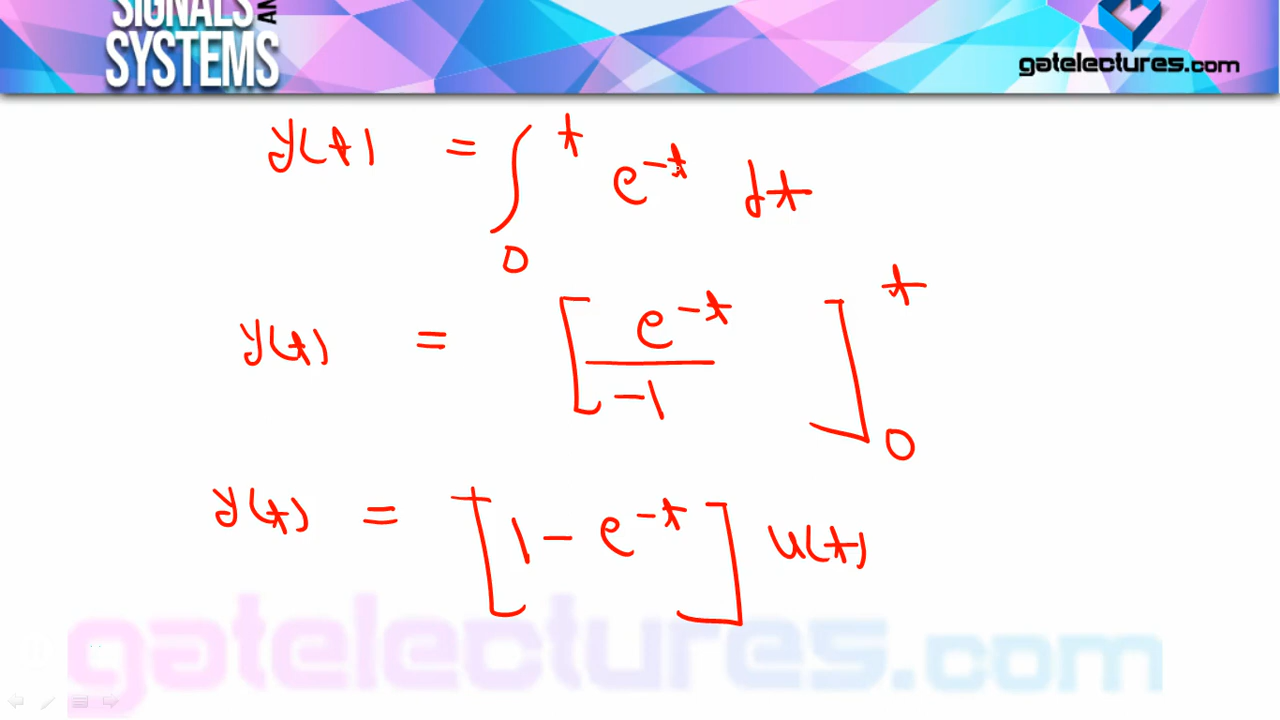 SIGNALS AND
SYSTEMS
gatelectures.com
y(t) = ∫₀ᵗ e^{-t} dt
y(t) = [e^{-t}/-1]₀ᵗ
y(t) = [1 - e^{-t}] u(t)
gatelectures.com